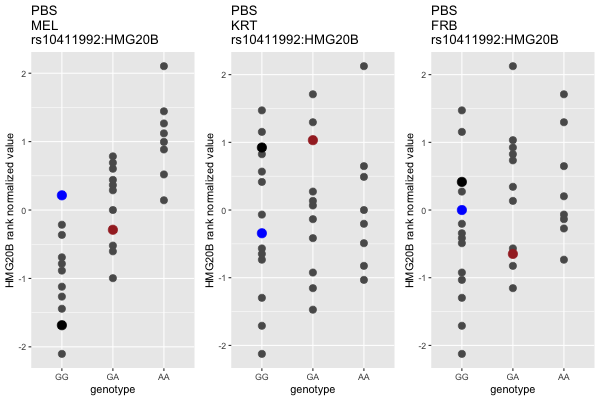 PBS
MEL
rs10411992:HMG20B
HMG20B rank normalized value
2
1
0
-1
-2
GG GA AA
genotype
PBS
KRT
rs10411992:HMG20B
HMG20B rank normalized value
2
1
0
-1
-2
GG GA AA
genotype
PBS
FRB
rs10411992:HMG20B
HMG20B rank normalized value
2
1
0
-1
-2
GG GA AA
genotype